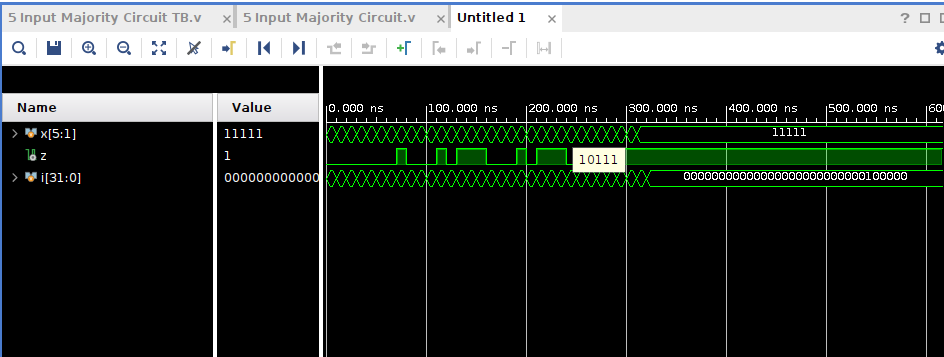 5 Input Majority Circuit TB.v
5 Input Majority Circuit.v
Untitled 1
Name
Value
0.000 ns
100.000 ns
200.000 ns
300.000 ns
400.000 ns
500.000 ns
600
x[5:1]
11111
11111
z
1
10111
i[31:0]
000000000000
00000000000000000000000000100000